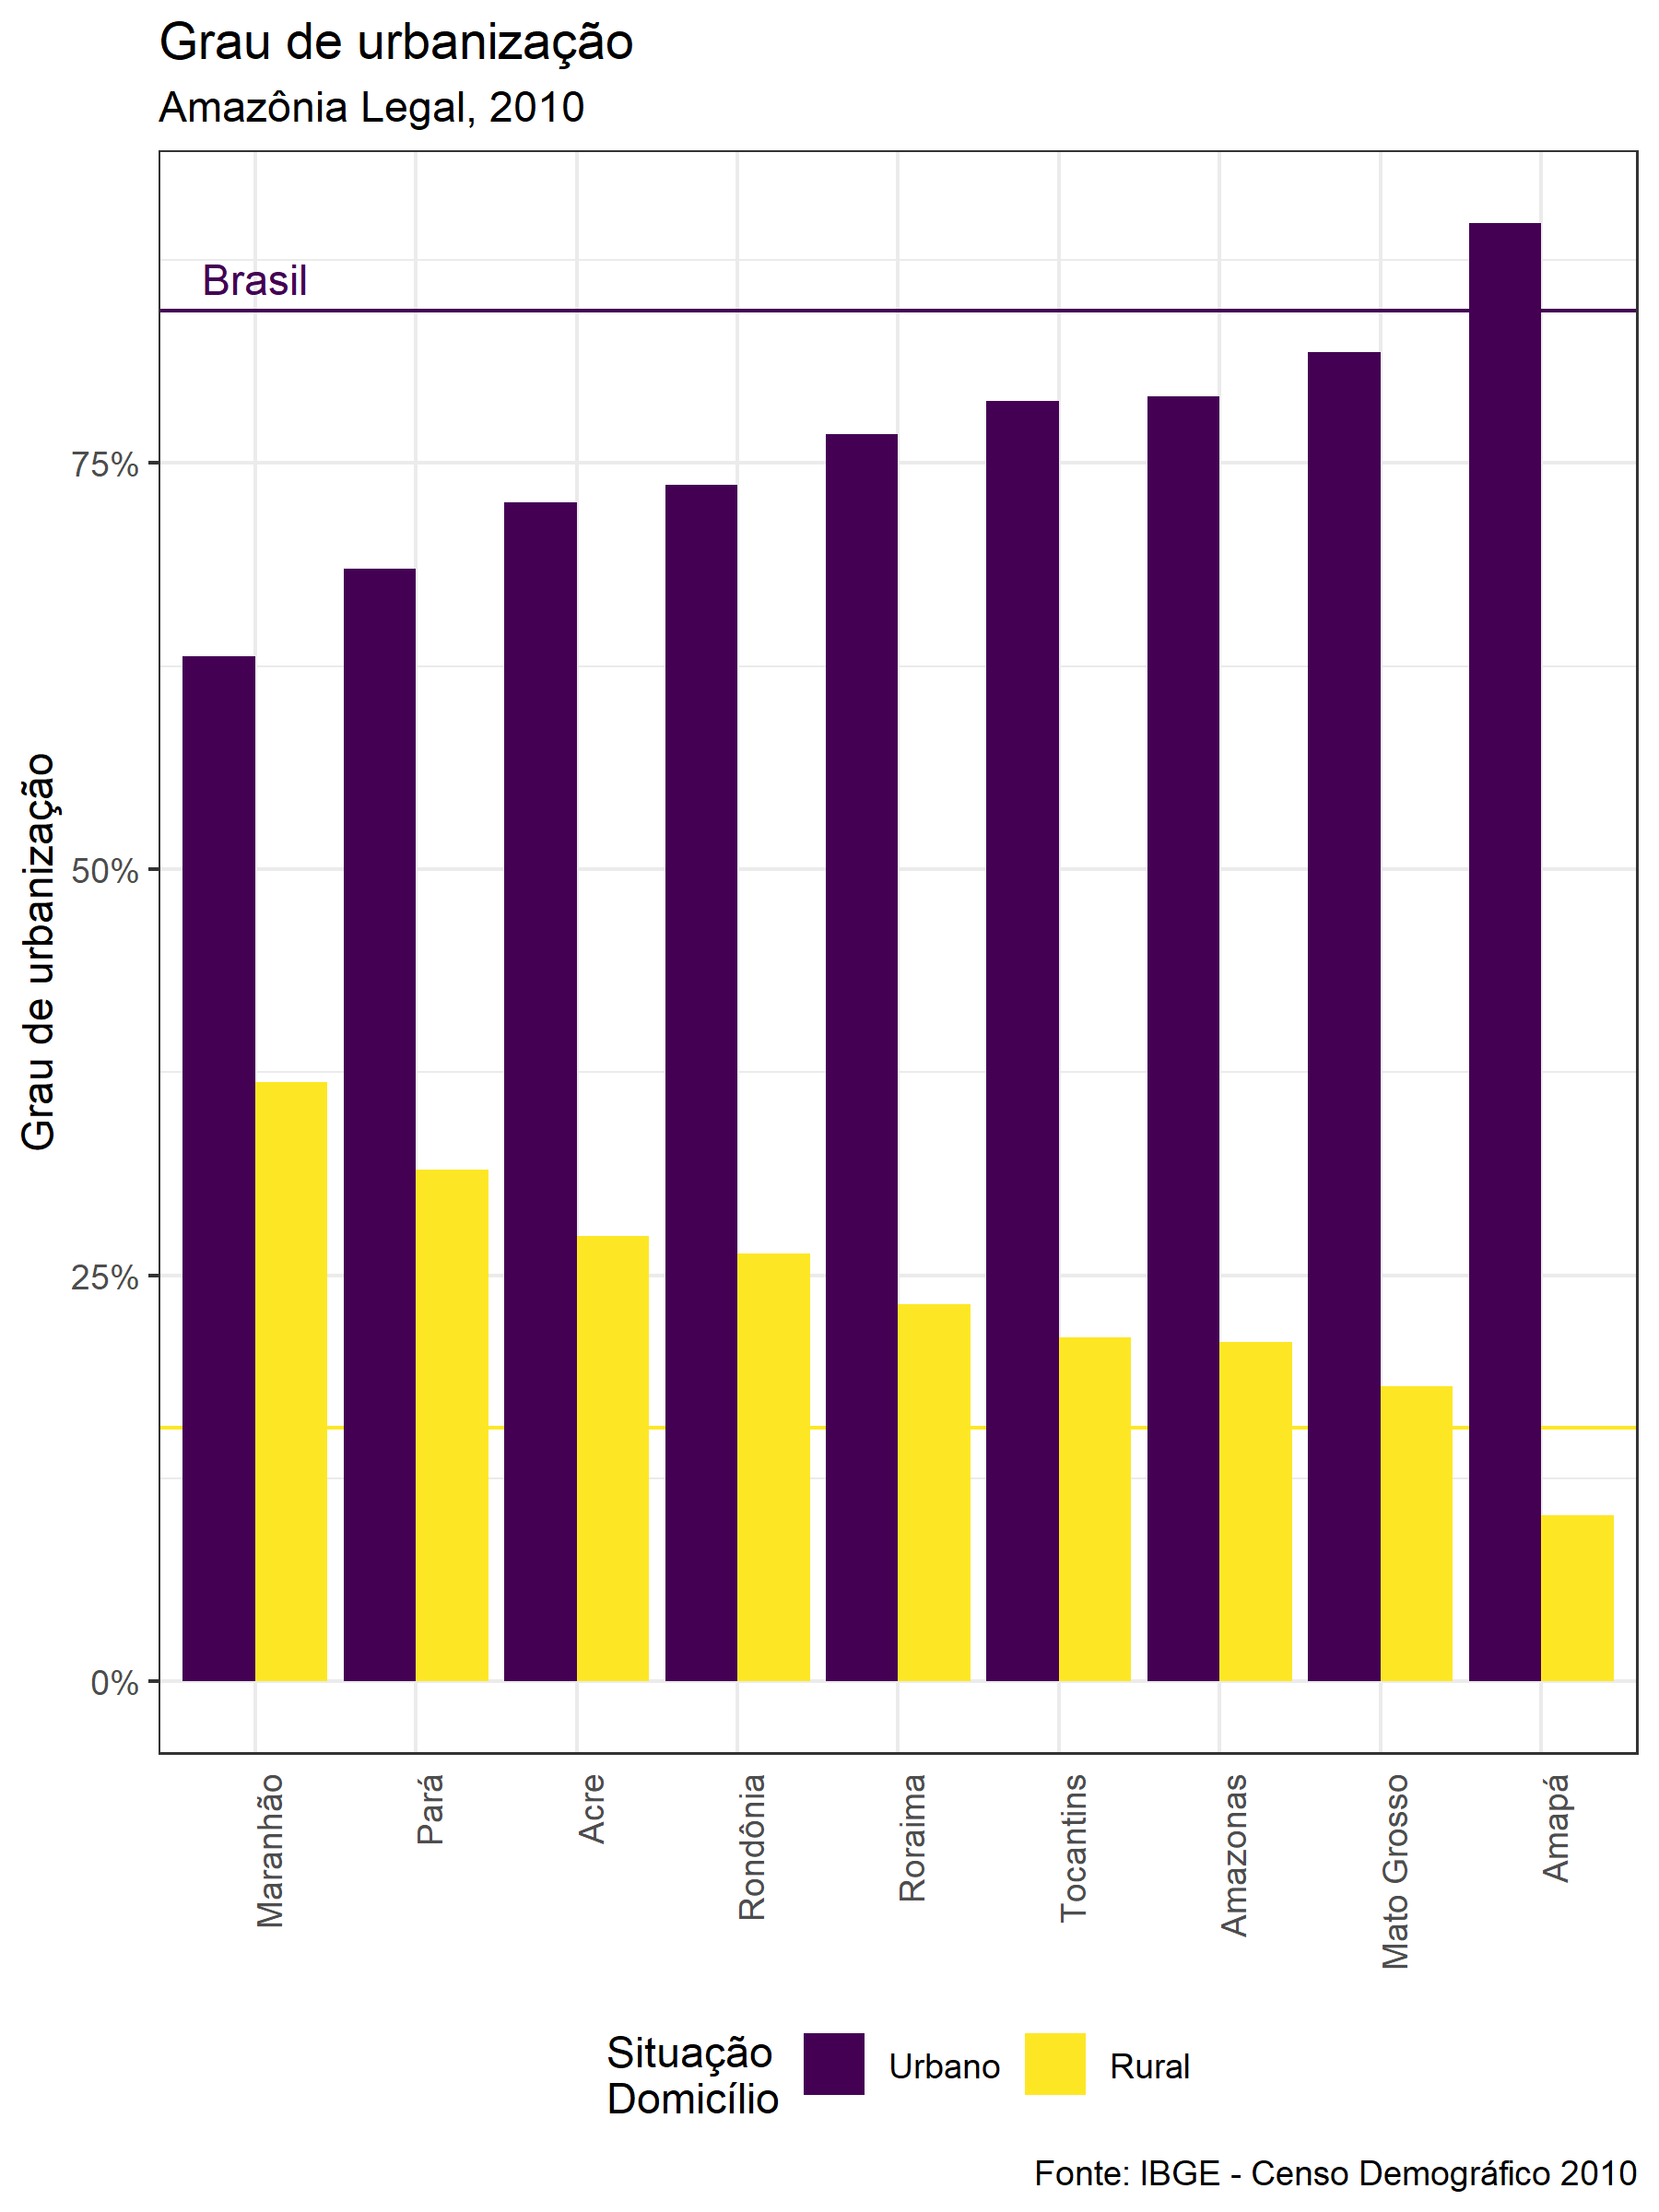 Grau de urbanização
Amazônia Legal, 2010
Brasil
Grau de urbanização
75%
50%
25%
0%
Maranhão
Pará
Acre
Rondônia
Roraima
Tocantins
Amazonas
Mato Grosso
Amapá
Situação
Domicílio
Urbano
Rural
Fonte: IBGE - Censo Demográfico 2010